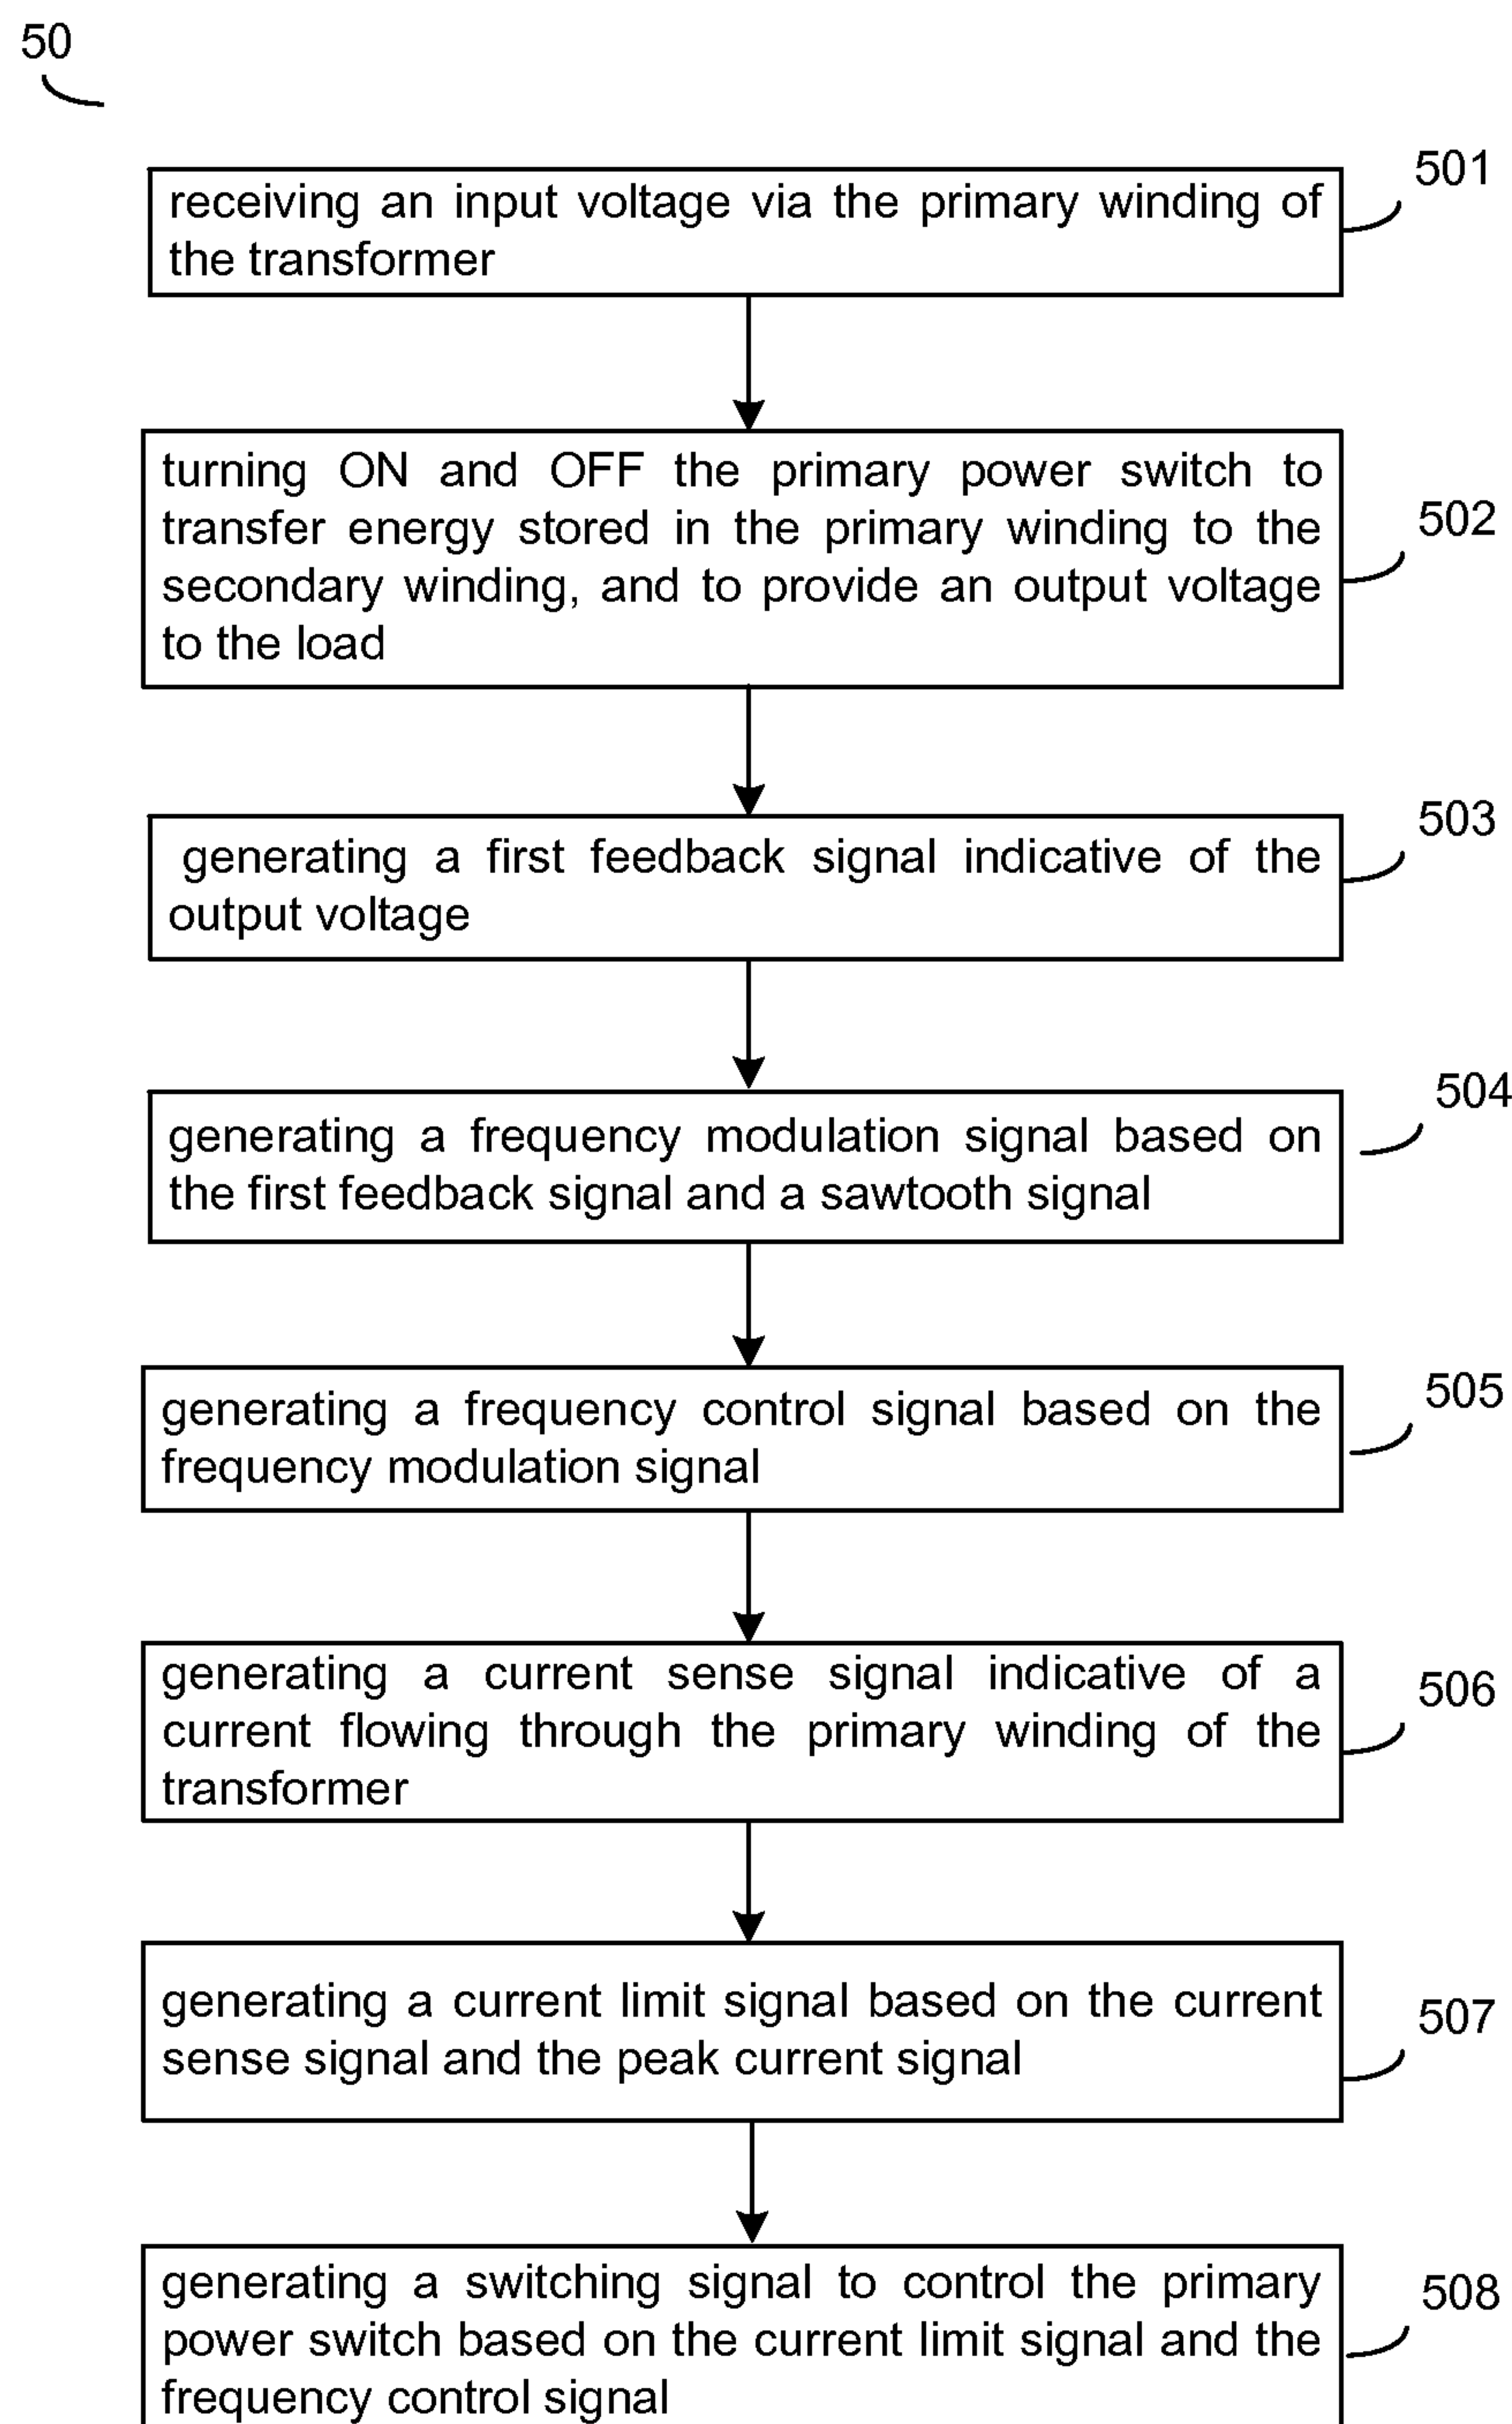 50
501
receiving an input voltage via the primary winding of
the transformer
turning ON and OFF the primary power switch to
transfer energy stored in the primary winding to the
secondary winding, and to provide an output voltage
to the load
502
503
generating a first feedback signal indicative of the
output voltage
504
generating a frequency modulation signal based on
the first feedback signal and a sawtooth signal
505
generating a frequency control signal based on the
frequency modulation signal
506
generating a current sense signal indicative of a
current flowing through the primary winding of the
transformer
507
generating a current limit signal based on the current
sense signal and the peak current signal
508
generating a switching signal to control the primary
power switch based on the current limit signal and the
frequency control signal